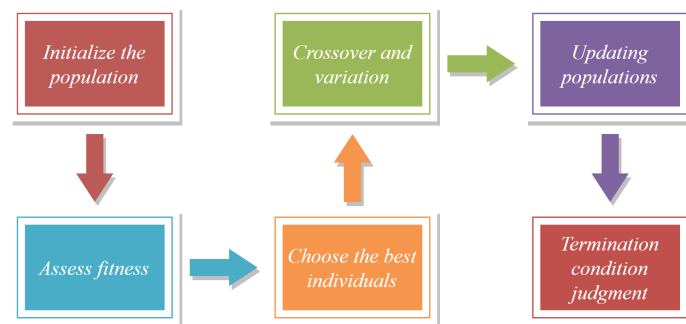 Initialize the
population
Assess fitness
Choose the best
individuals
Crossover and
variation
Updating
populations
Termination
condition
judgment